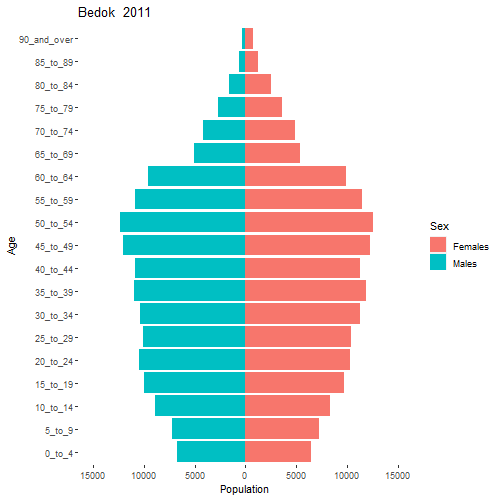 Bedok  2011
90_and_over
85_to_89
80_to_84
75_to_79
70_to_74
65_to_69
60_to_64
55_to_59
50_to_54
45_to_49
40_to_44
35_to_39
30_to_34
25_to_29
20_to_24
15_to_19
10_to_14
5_to_9
0_to_4
Age
15000 10000 5000 0 5000 10000 15000
Population
Sex
Females
Males